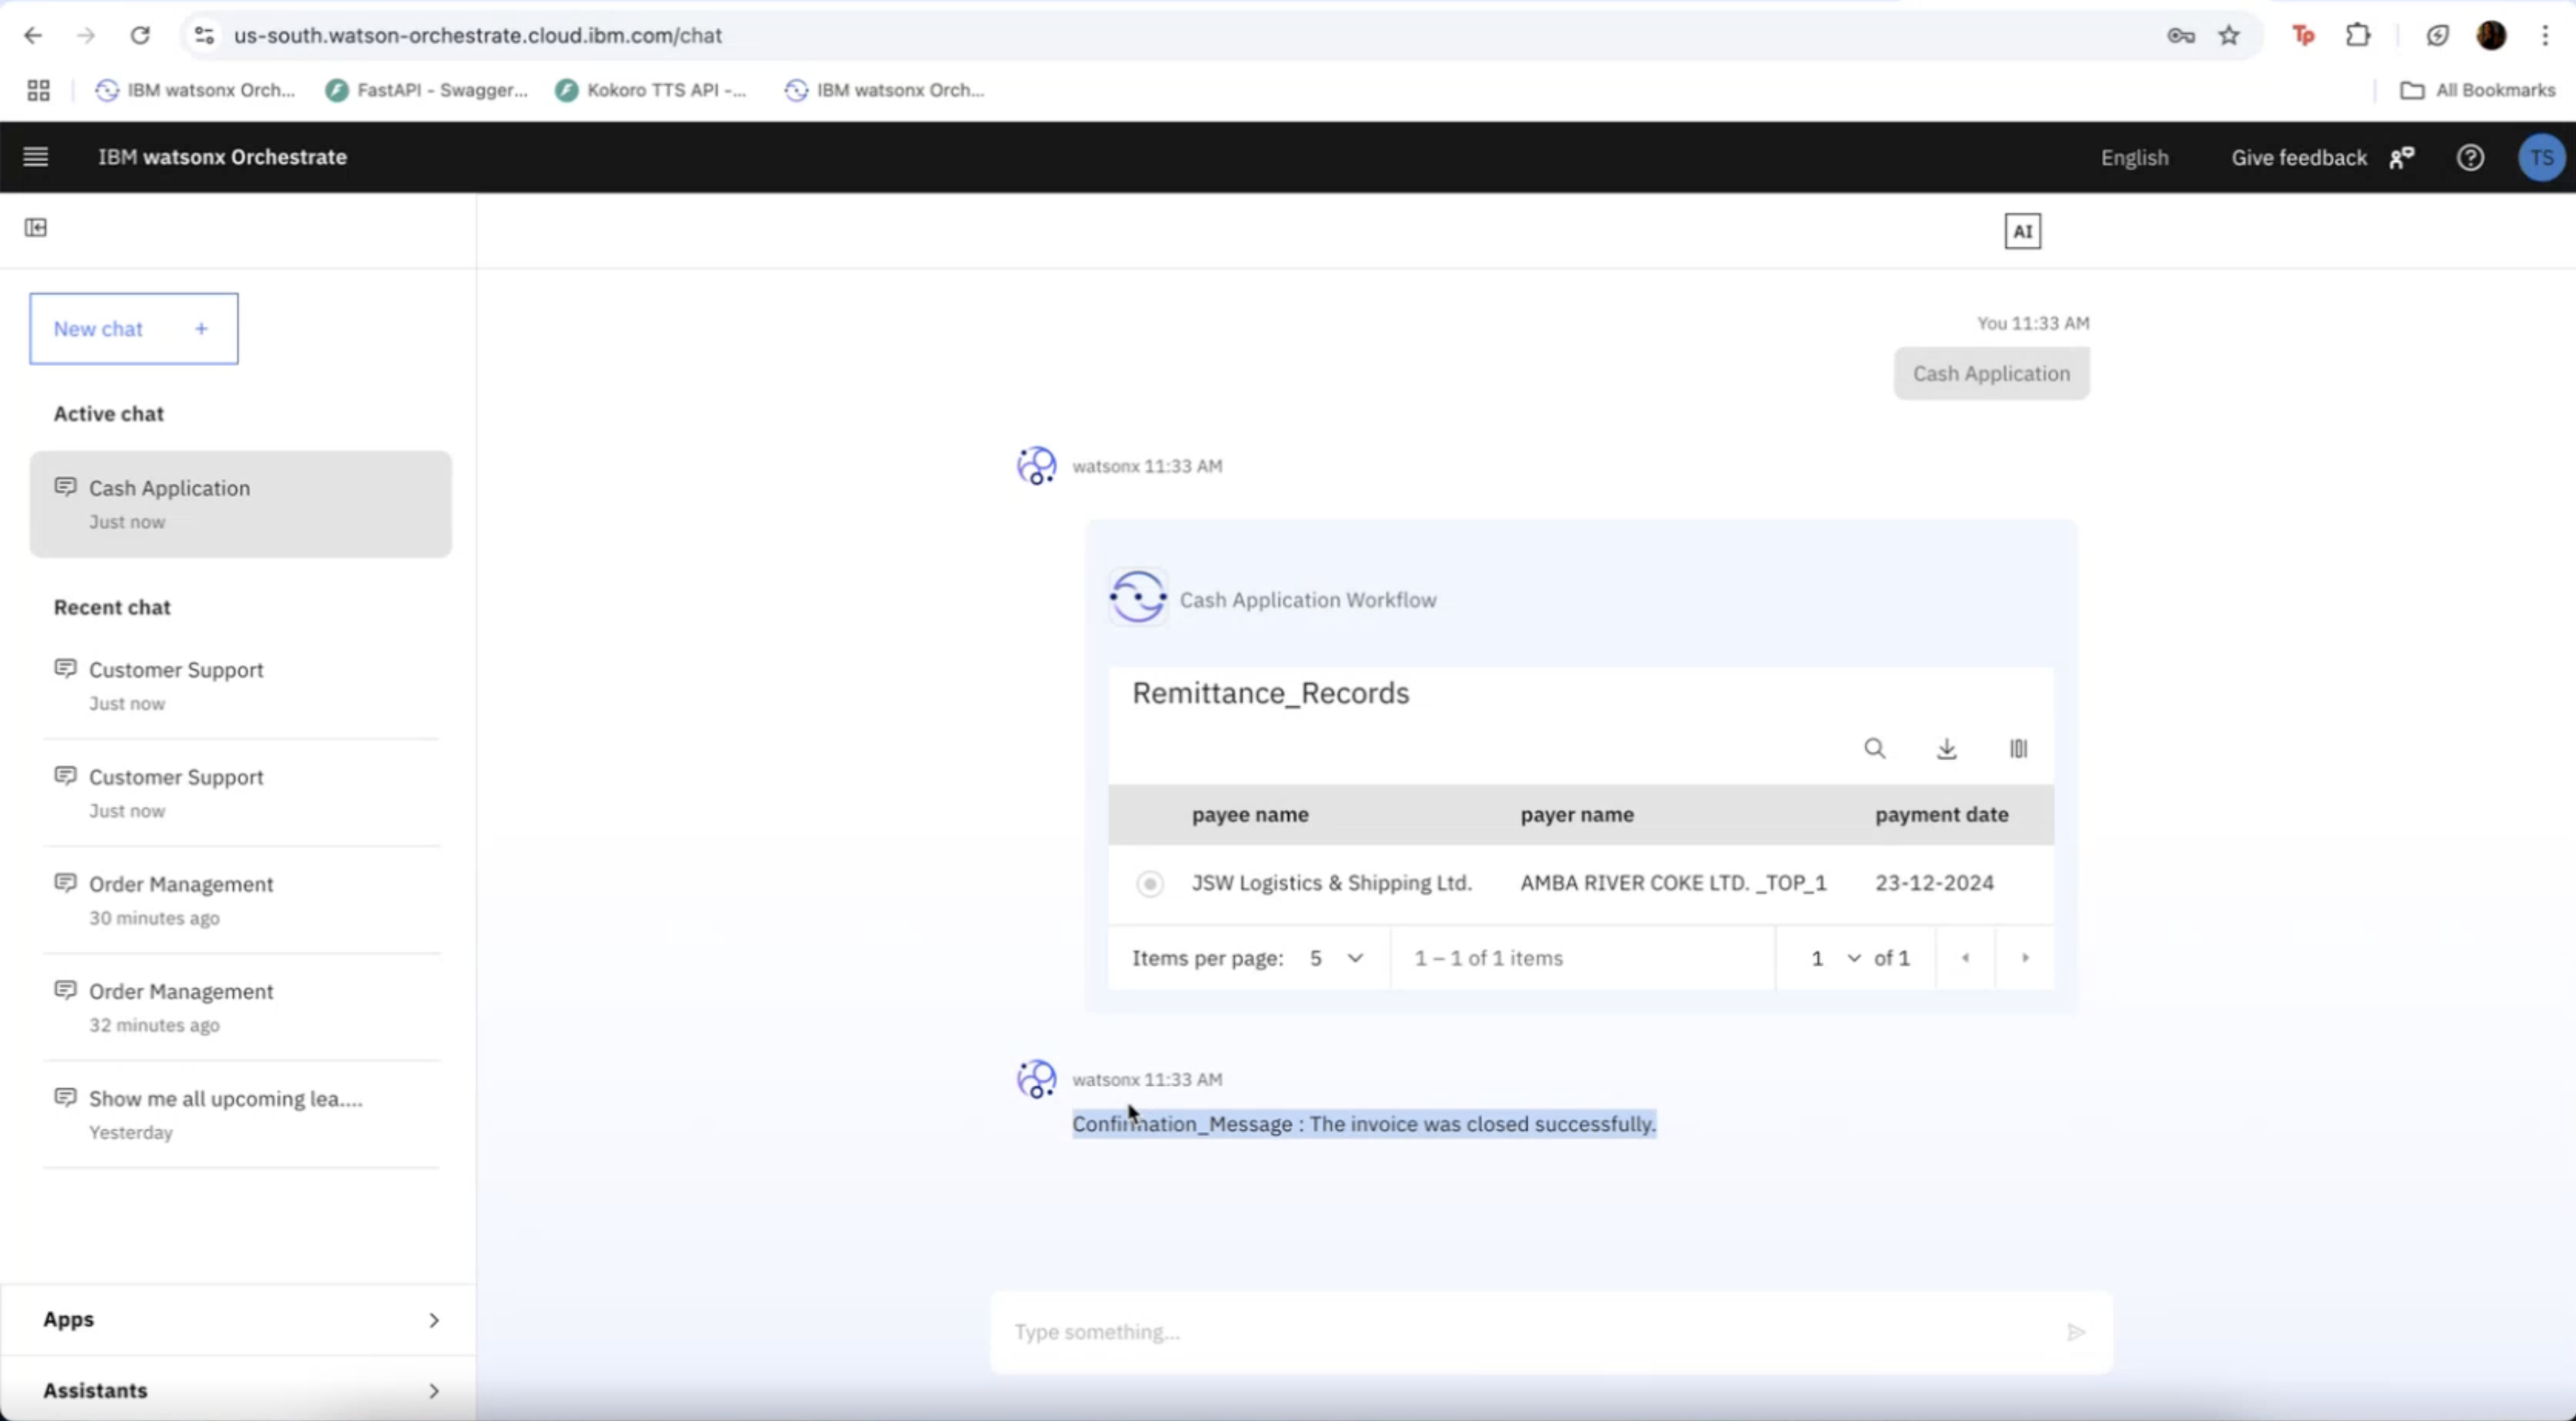 us-south.watson-orchestrate.cloud.ibm.com/chat
Tp
IBM watsonx Orch...
FastAPI - Swagger...
Kokoro TTS API -...
IBM watsonx Orch...
All Bookmarks
IBM watsonx Orchestrate
English
Give feedback
TS
AI
New chat +
Active chat
Cash Application
Just now
Recent chat
Customer Support
Just now
Customer Support
Just now
Order Management
30 minutes ago
Order Management
32 minutes ago
Show me all upcoming lea....
Yesterday
Apps
Assistants
You 11:33 AM
Cash Application
watsonx 11:33 AM
Cash Application Workflow
Remittance_Records
payee name payer name payment date
JSW Logistics & Shipping Ltd. AMBA RIVER COKE LTD. _TOP_1 23-12-2024
Items per page: 5 1 – 1 of 1 items 1 of 1
watsonx 11:33 AM
Confirmation_Message : The invoice was closed successfully.
Type something...